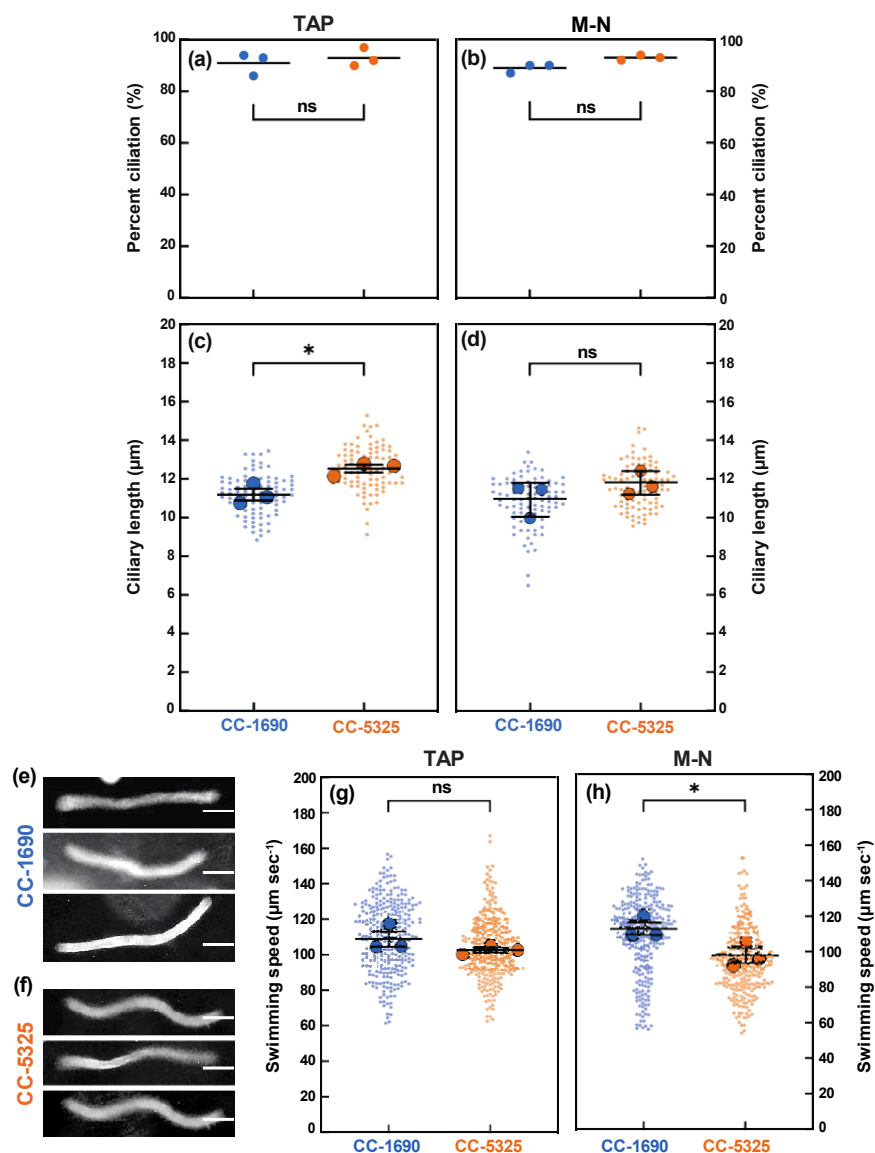 TAP
M-N
(a)
ns
Percent ciliation (%)
100
80
60
40
20
0
(b)
ns
100
80
60
40
20
0
Percent ciliation (%)
(c)
*
Ciliary length (µm)
20
18
16
14
12
10
8
6
4
2
0
CC-1690
CC-5325
(d)
ns
20
18
16
14
12
10
8
6
4
2
0
Ciliary length (µm)
CC-1690
CC-5325
(e)
CC-1690
(f)
CC-5325
TAP
M-N
(g)
ns
Swimming speed (µm sec⁻¹)
200
180
160
140
120
100
80
60
40
20
0
CC-1690
CC-5325
(h)
*
200
180
160
140
120
100
80
60
40
20
0
Swimming speed (µm sec⁻¹)
CC-1690
CC-5325